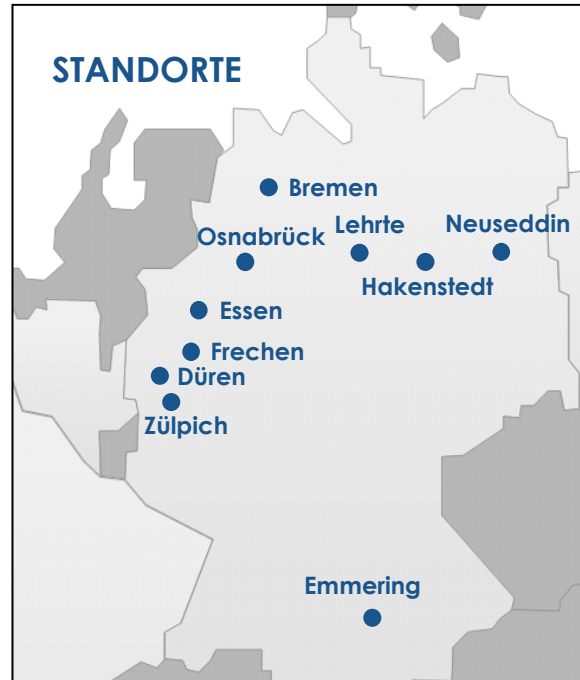 STANDORTE
Bremen
Lehrte
Neuseddin
Osnabrück
Hakenstedt
Essen
Frechen
Düren
Zülpich
Emmering